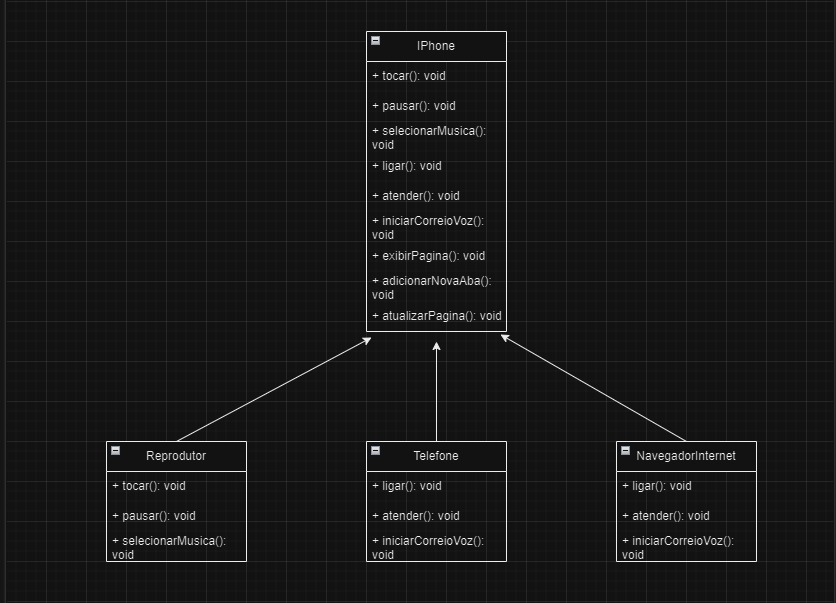 IPhone
+ tocar(): void
+ pausar(): void
+ selecionarMusica():
void
+ ligar(): void
+ atender(): void
+ iniciarCorreioVoz():
void
+ exibirPagina(): void
+ adicionarNovaAba():
void
+ atualizarPagina(): void
Reprodutor
+ tocar(): void
+ pausar(): void
+ selecionarMusica():
void
Telefone
+ ligar(): void
+ atender(): void
+ iniciarCorreioVoz():
void
NavegadorInternet
+ ligar(): void
+ atender(): void
+ iniciarCorreioVoz():
void